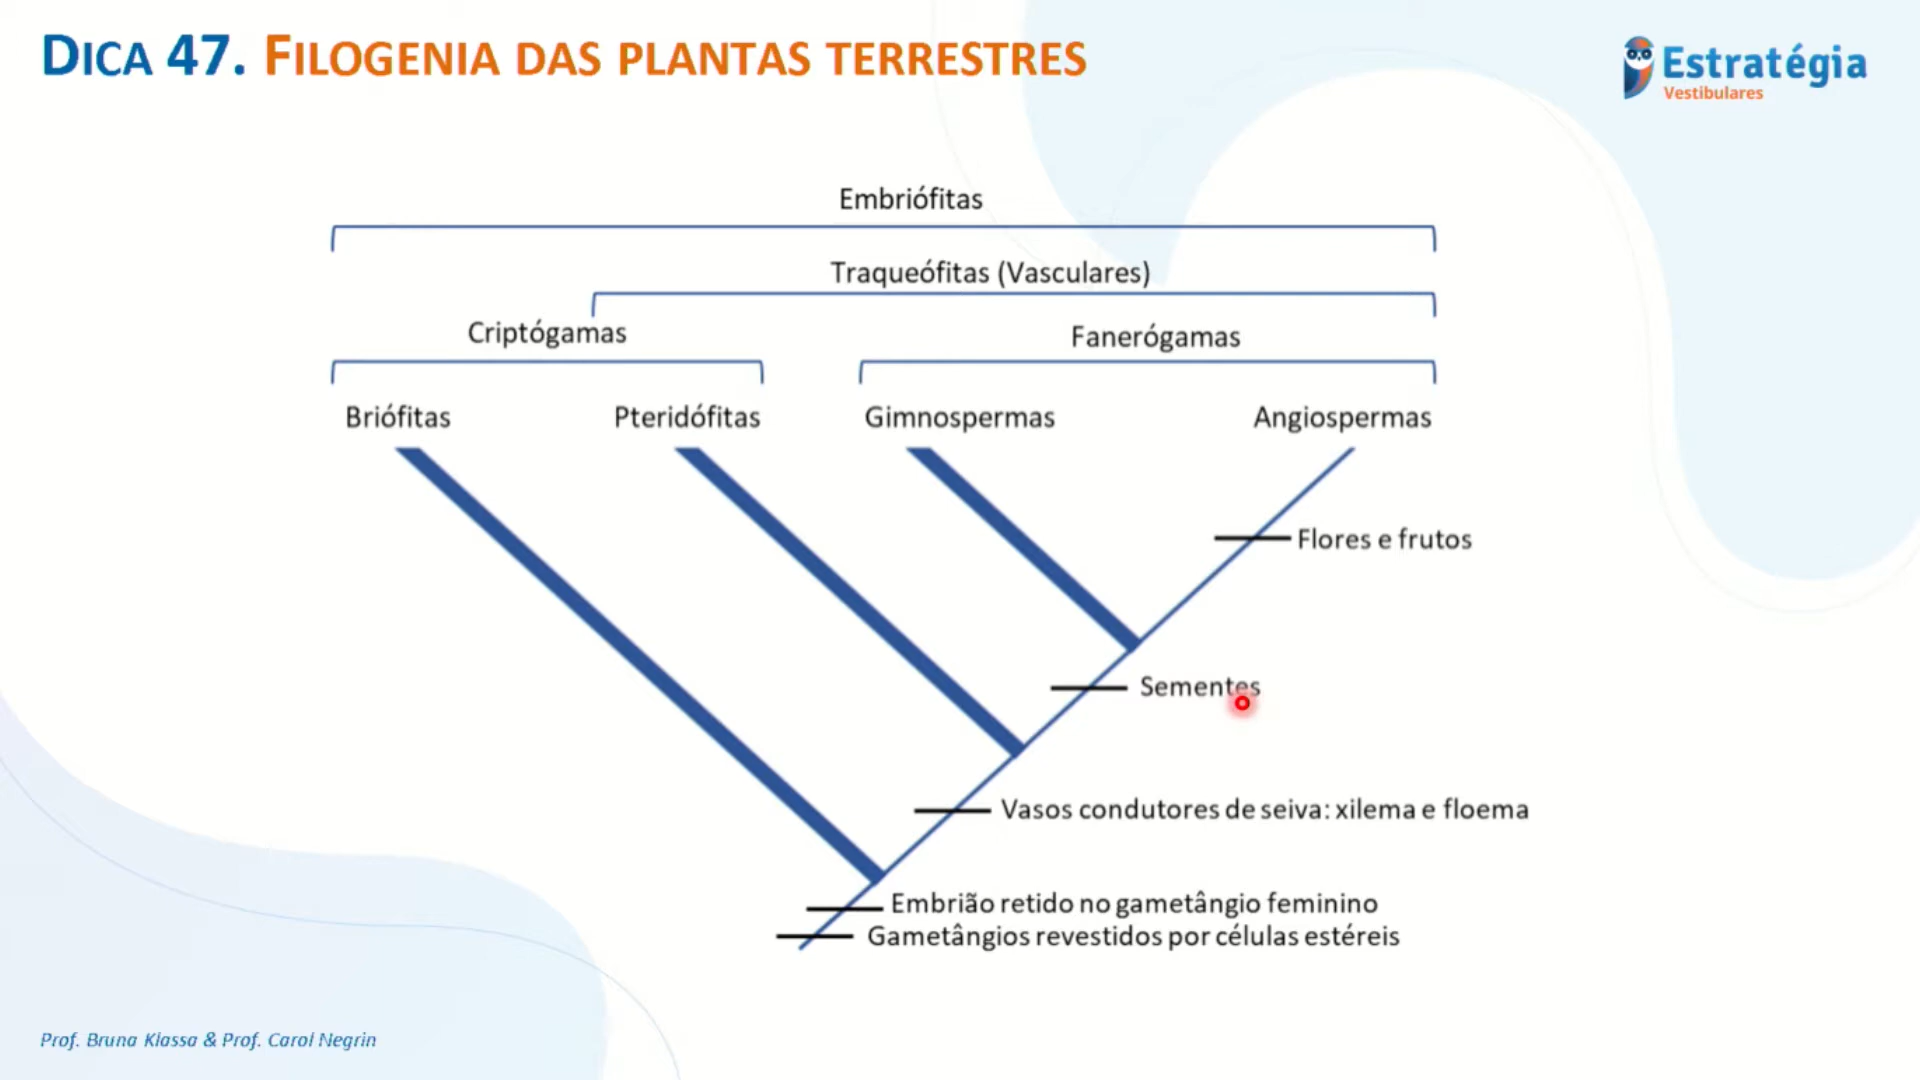 DICA 47. FILOGENIA DAS PLANTAS TERRESTRES
Estratégia
Vestibulares
Embriófitas
Traqueófitas (Vasculares)
Criptógamas
Fanerógamas
Briófitas
Pteridófitas
Gimnospermas
Angiospermas
Flores e frutos
Sementes
Vasos condutores de seiva: xilema e floema
Embrião retido no gametângio feminino
Gametângios revestidos por células estéreis
Prof. Bruna Klassa & Prof. Carol Negrin